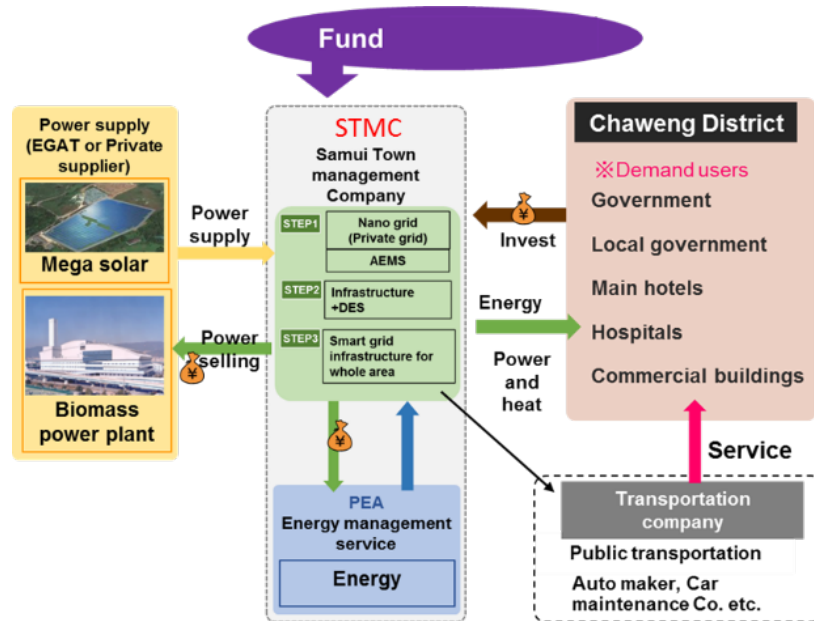 Fund
Power supply
(EGAT or Private
supplier)
Mega solar
Biomass
power plant
Power
supply
Power
selling
¥
STMC
Samui Town
management
Company
STEP1
Nano grid
(Private grid)
AEMS
STEP2
Infrastructure
+DES
STEP3
Smart grid
infrastructure for
whole area
¥
PEA
Energy management
service
Energy
¥
Invest
Energy
Power
and
heat
Chaweng District
※Demand users
Government
Local government
Main hotels
Hospitals
Commercial buildings
Service
Transportation
company
Public transportation
Auto maker, Car
maintenance Co. etc.